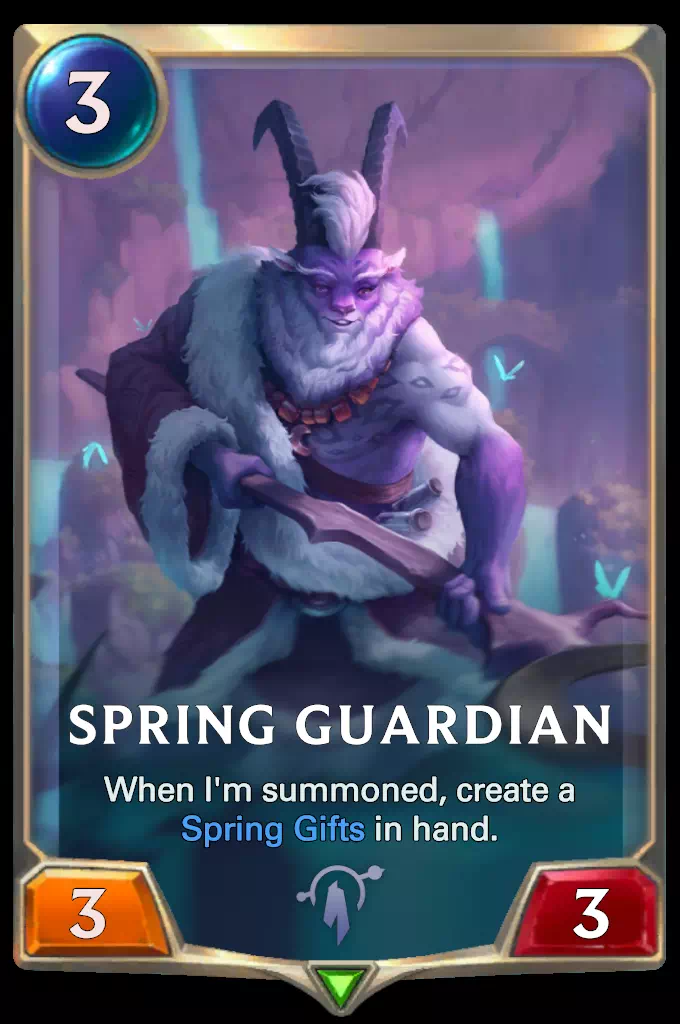 3
SPRING GUARDIAN
When I'm summoned, create a
Spring Gifts in hand.
3
3